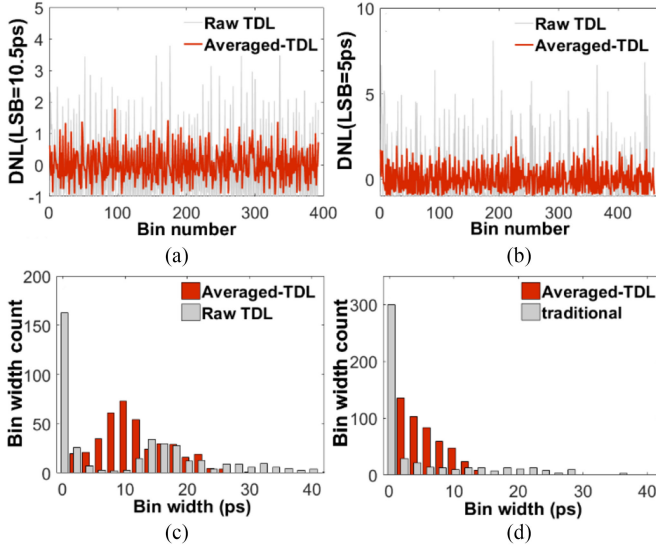 5
4
3
2
1
0
-1
DNL(LSB=10.5ps)
Raw TDL
Averaged-TDL
0 100 200 300 400
Bin number
(a)
10
5
0
DNL(LSB=5ps)
Raw TDL
Averaged-TDL
0 100 200 300 400
Bin number
(b)
200
150
100
50
0
Bin width count
Averaged-TDL
Raw TDL
0 10 20 30 40
Bin width (ps)
(c)
300
200
100
0
Bin width count
Averaged-TDL
traditional
0 10 20 30 40
Bin width (ps)
(d)